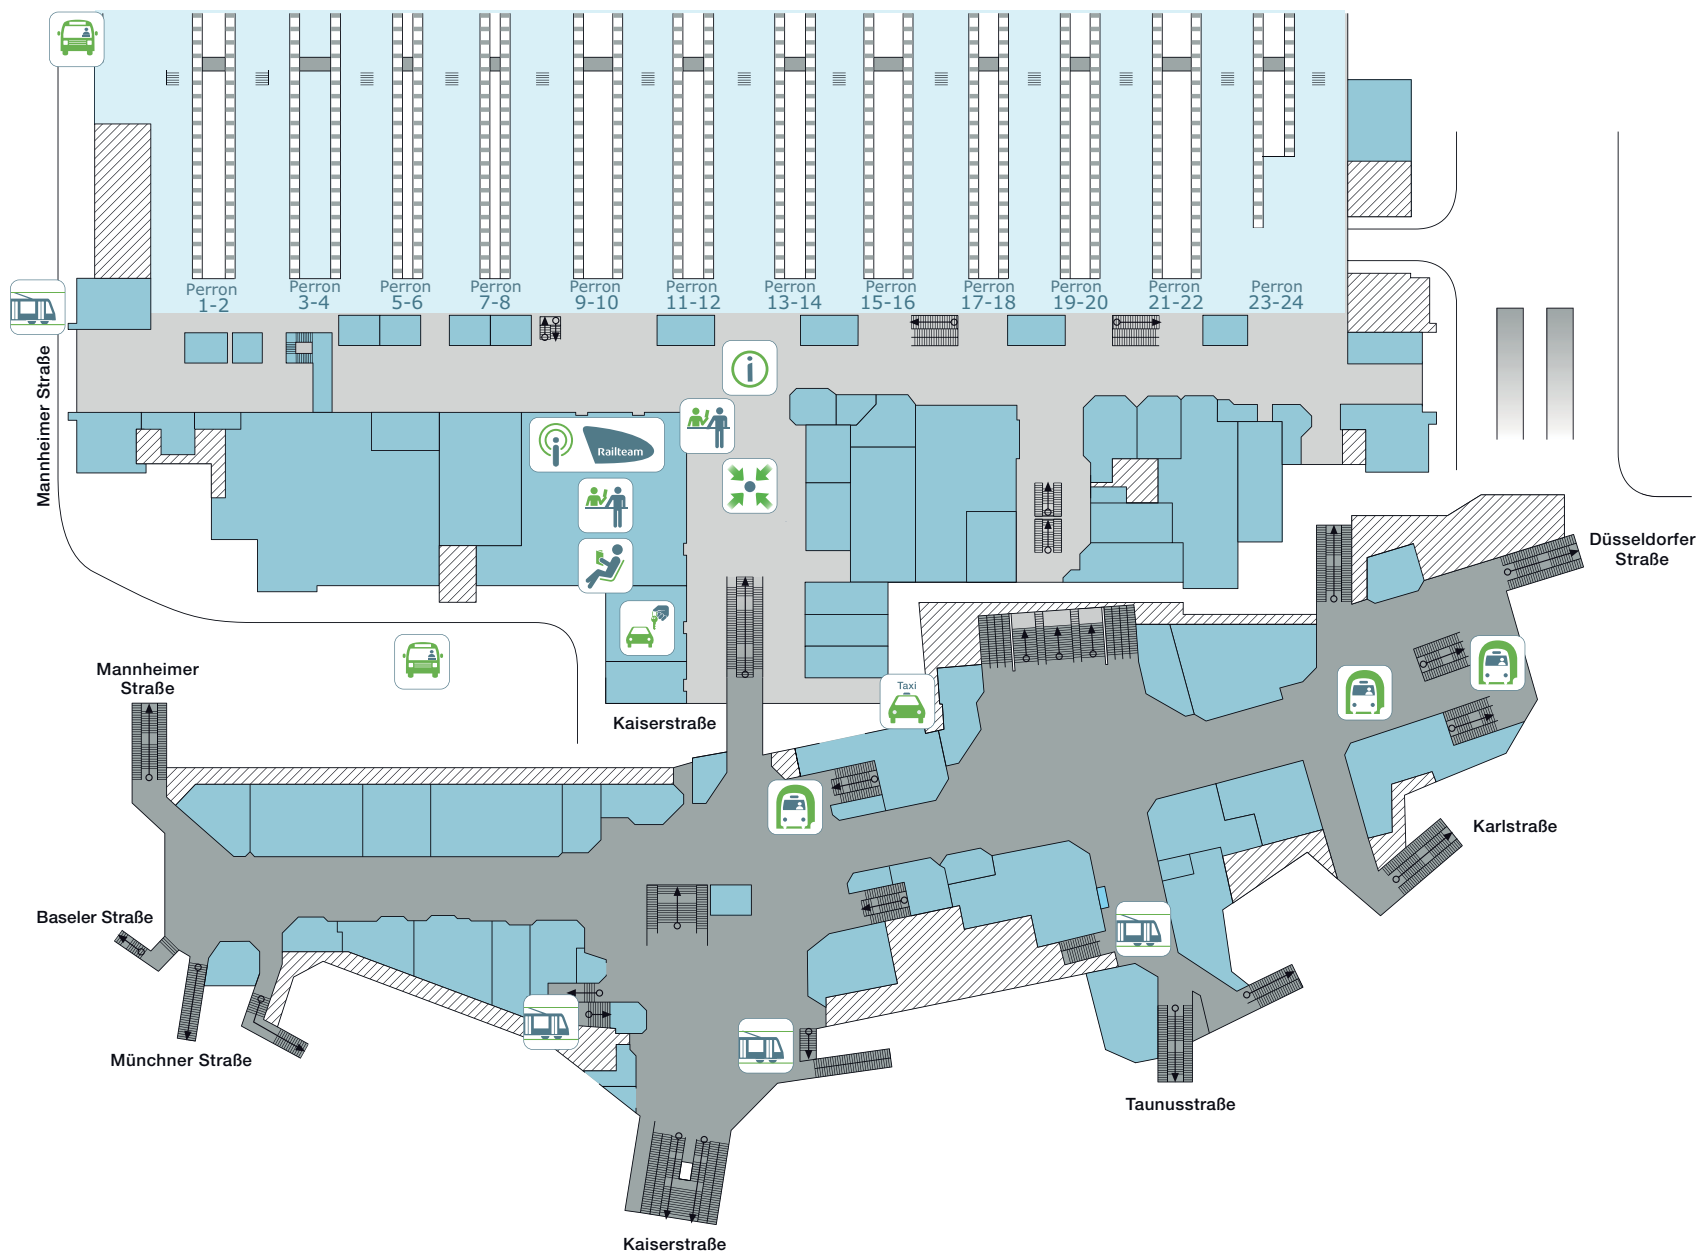 Perron
1-2
Perron
3-4
Perron
5-6
Perron
7-8
Perron
9-10
Perron
11-12
Perron
13-14
Perron
15-16
Perron
17-18
Perron
19-20
Perron
21-22
Perron
23-24
Mannheimer Straße
i
Railteam
Düsseldorfer
Straße
Mannheimer
Straße
Taxi
Kaiserstraße
Karlstraße
Baseler Straße
Münchner Straße
Taunusstraße
Kaiserstraße